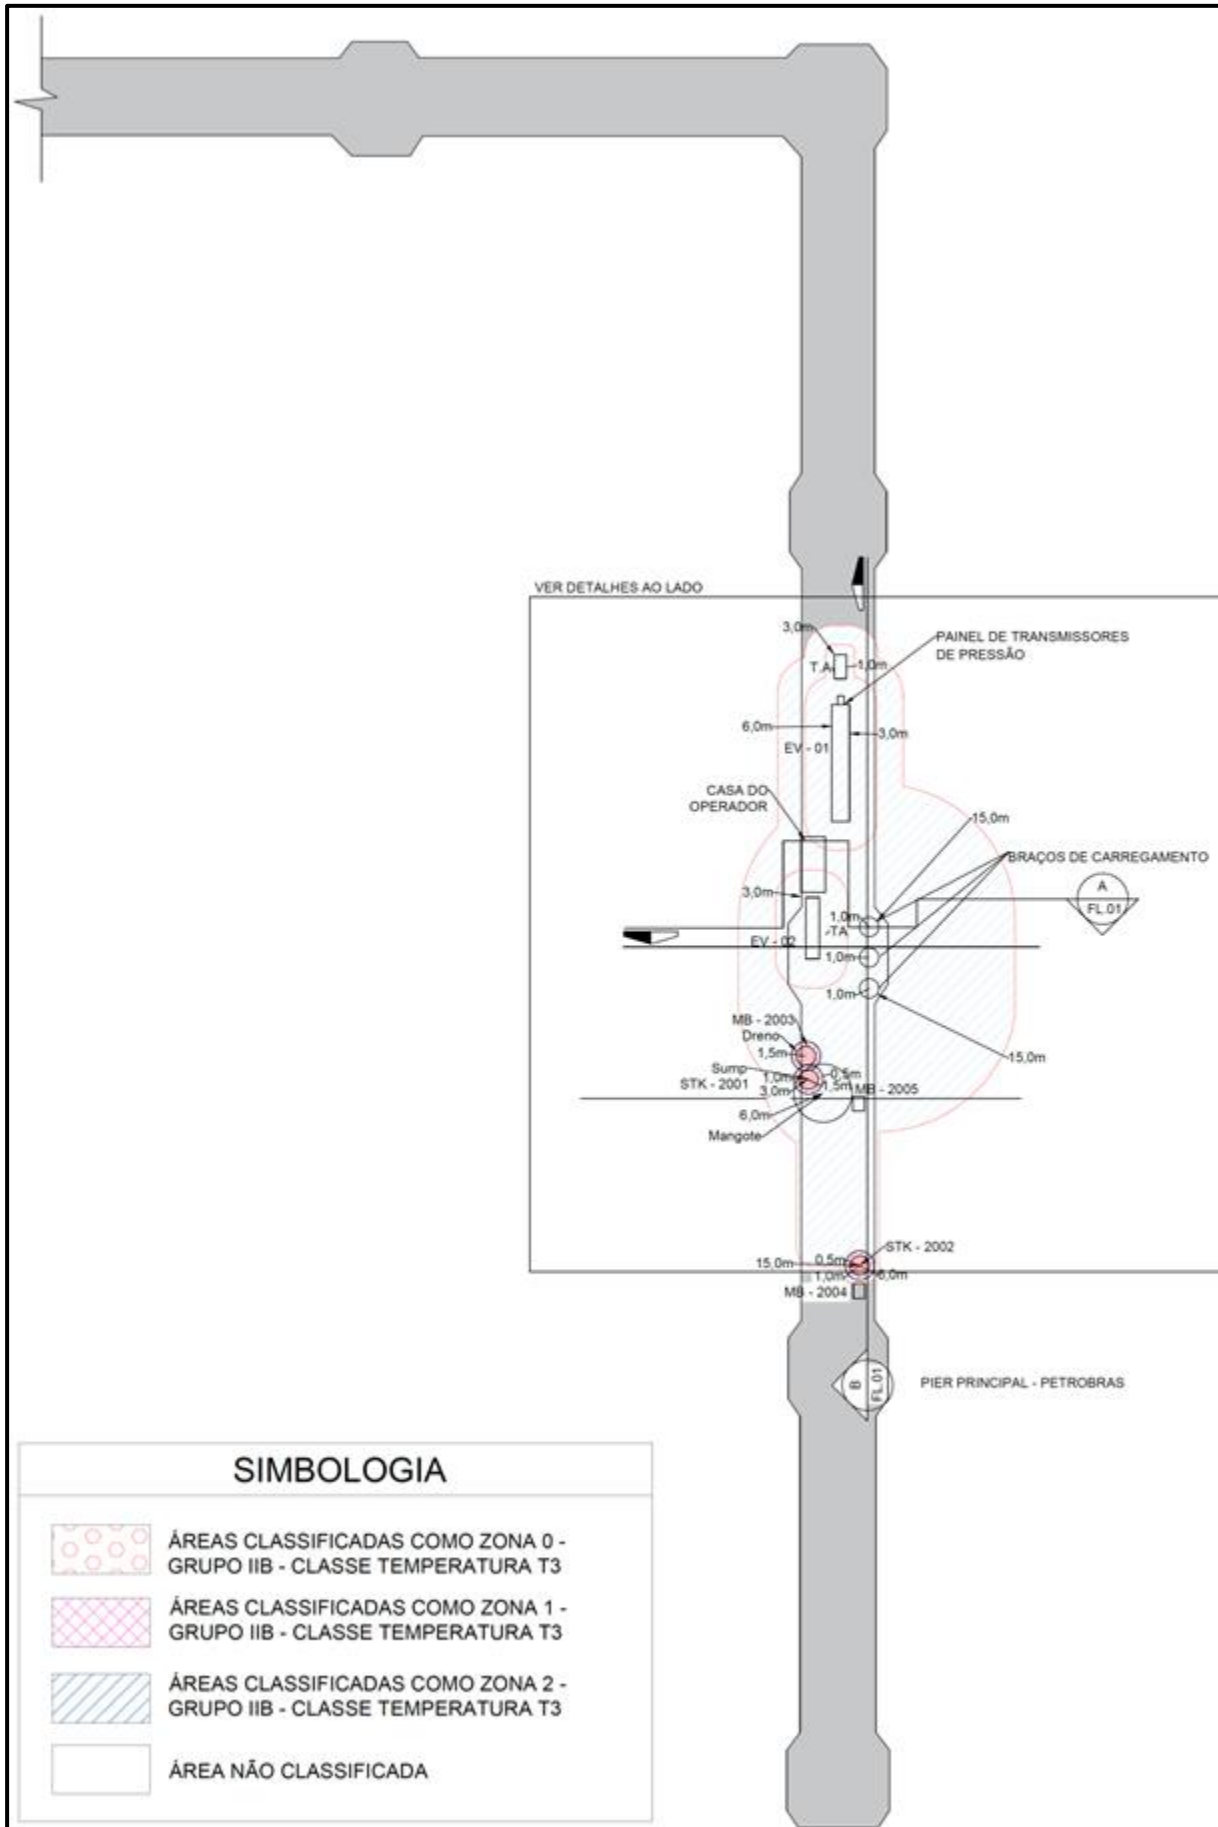 VER DETALHES AO LADO
3,0m
PAINEL DE TRANSMISSORES
DE PRESSÃO
T.A
1,0m
6,0m
3,0m
EV - 01
CASA DO
OPERADOR
15,0m
BRAÇOS DE CARREGAMENTO
A
FL.01
3,0m
1,0m
EV - 02
TA
1,0m
1,0m
MB - 2003
Dreno
1,5m
15,0m
Sump
STK - 2001
1,0m
0,5m
3,0m
1,5m
MB - 2005
6,0m
Mangote
STK - 2002
15,0m
0,5m
1,0m
6,0m
MB - 2004
B
FL.01
PIER PRINCIPAL - PETROBRAS
SIMBOLOGIA
ÁREAS CLASSIFICADAS COMO ZONA 0 -
GRUPO IIB - CLASSE TEMPERATURA T3
ÁREAS CLASSIFICADAS COMO ZONA 1 -
GRUPO IIB - CLASSE TEMPERATURA T3
ÁREAS CLASSIFICADAS COMO ZONA 2 -
GRUPO IIB - CLASSE TEMPERATURA T3
ÁREA NÃO CLASSIFICADA